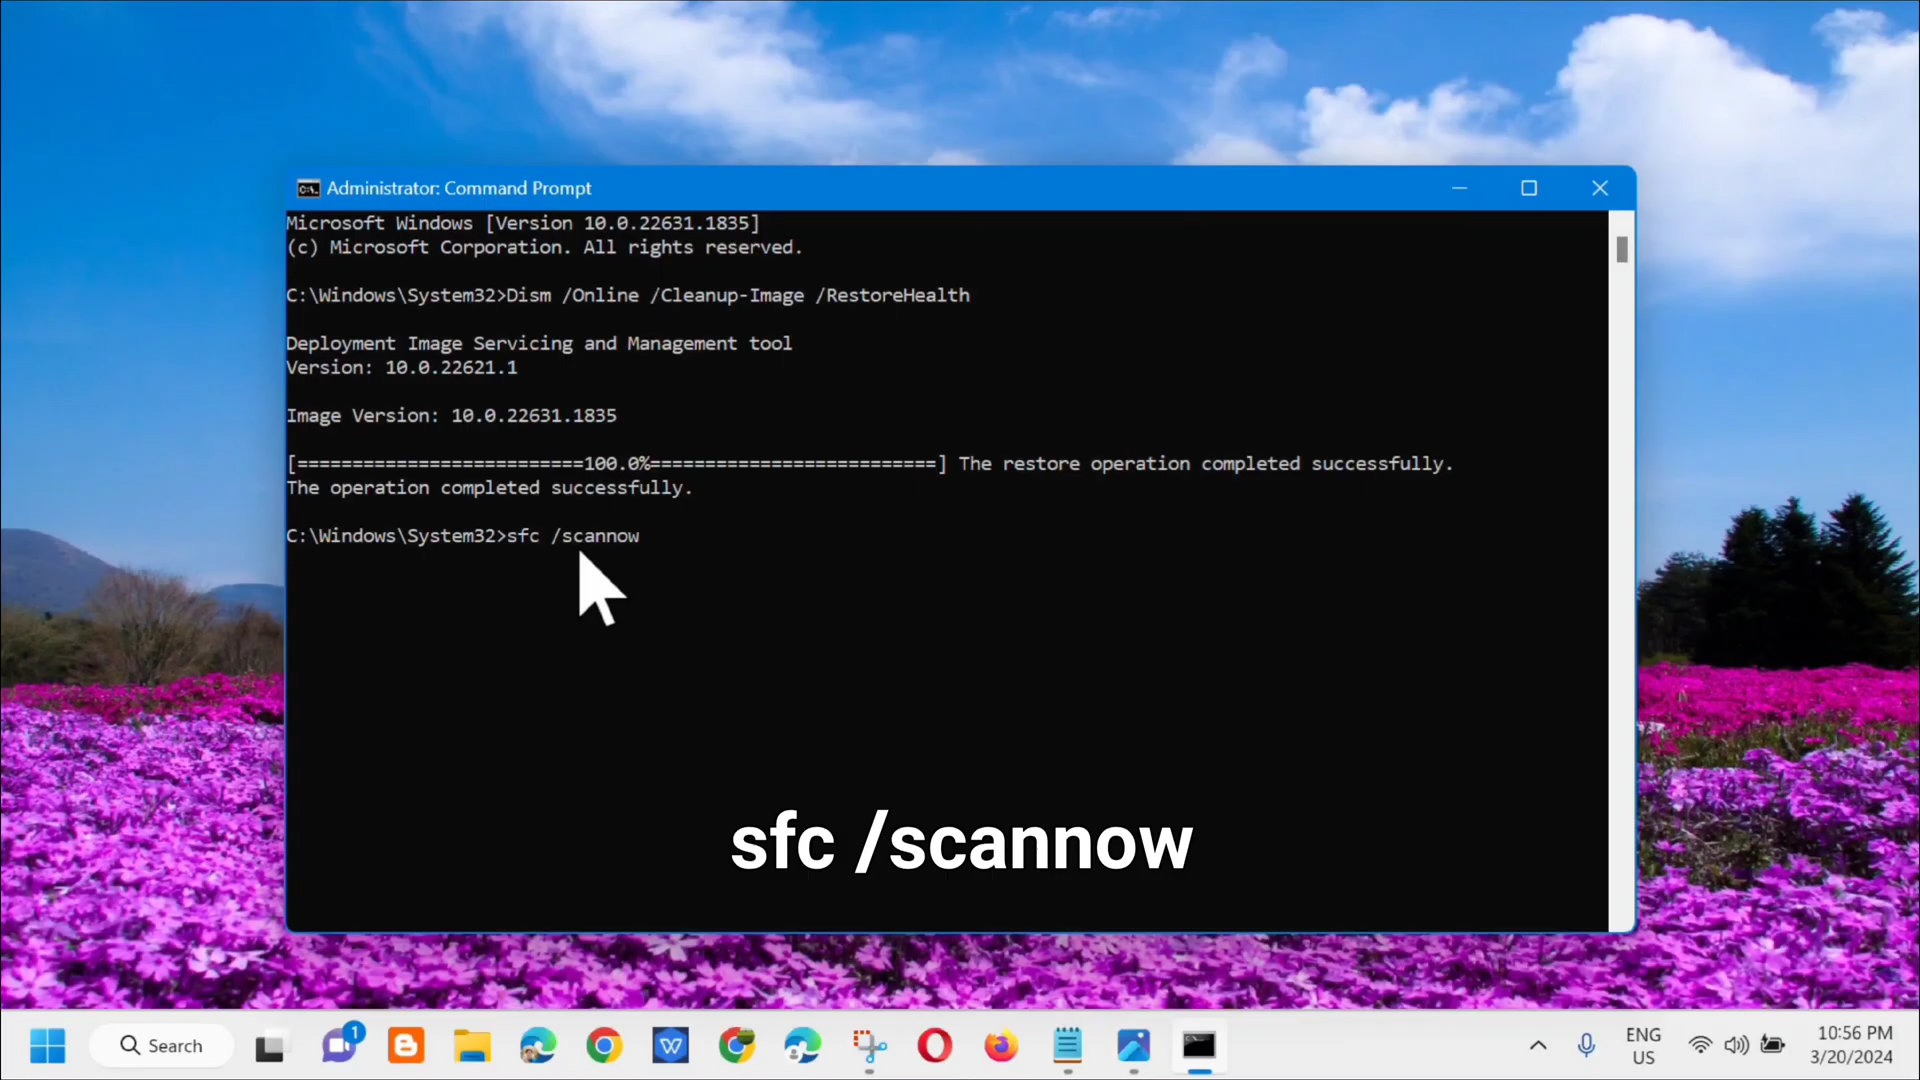 Administrator: Command Prompt
Microsoft Windows [Version 10.0.22631.1835]
(c) Microsoft Corporation. All rights reserved.
C:\Windows\System32>Dism /Online /Cleanup-Image /RestoreHealth
Deployment Image Servicing and Management tool
Version: 10.0.22621.1
Image Version: 10.0.22631.1835
[==========================100.0%==========================] The restore operation completed successfully.
The operation completed successfully.
C:\Windows\System32>sfc /scannow
sfc /scannow
Search
1
ENG
US
10:56 PM
3/20/2024